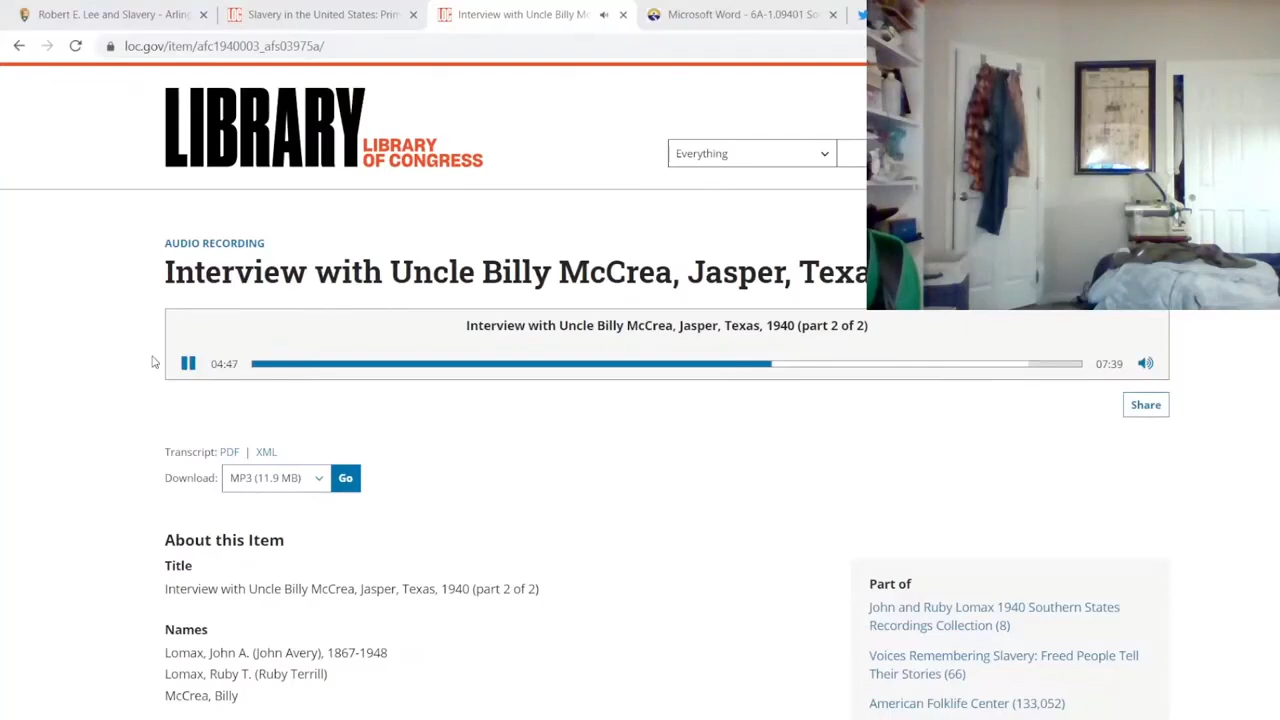 Robert E. Lee and Slavery - Arling
Slavery in the United States: Prim
Interview with Uncle Billy Mc
Microsoft Word - 6A-1.09401 So
loc.gov/item/afc1940003_afs03975a/
LIBRARY
LIBRARY
OF CONGRESS
Everything
AUDIO RECORDING
Interview with Uncle Billy McCrea, Jasper, Texa
Interview with Uncle Billy McCrea, Jasper, Texas, 1940 (part 2 of 2)
04:47
07:39
Share
Transcript: PDF | XML
Download: MP3 (11.9 MB) Go
About this Item
Title
Interview with Uncle Billy McCrea, Jasper, Texas, 1940 (part 2 of 2)
Names
Lomax, John A. (John Avery), 1867-1948
Lomax, Ruby T. (Ruby Terrill)
McCrea, Billy
Part of
John and Ruby Lomax 1940 Southern States
Recordings Collection (8)
Voices Remembering Slavery: Freed People Tell
Their Stories (66)
American Folklife Center (133,052)